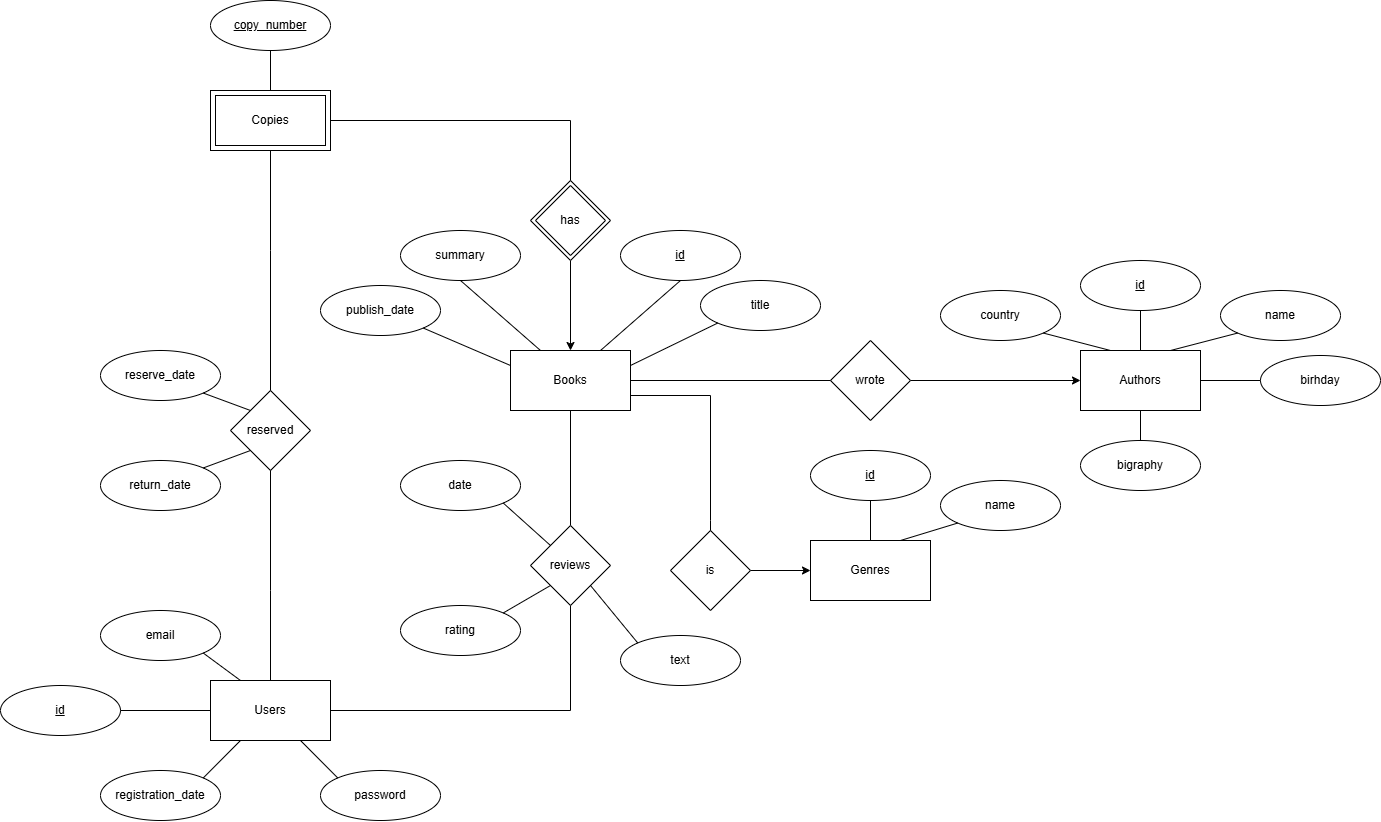 copy_number
Copies
has
summary
id
publish_date
title
id
country
name
reserve_date
Books
wrote
Authors
birhday
reserved
bigraphy
return_date
date
id
name
reviews
is
Genres
email
rating
text
id
Users
registration_date
password